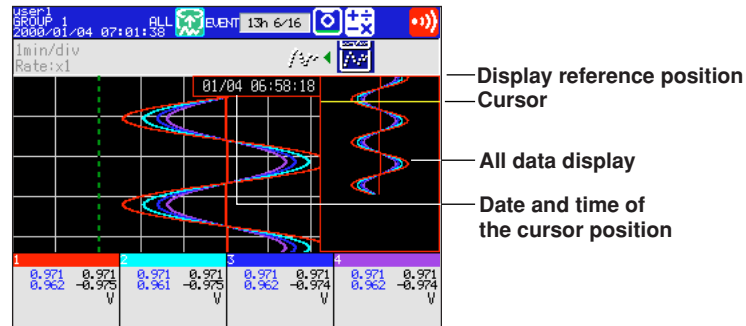 user1
GROUP 1 ALL EVENT 13h 6/16
2000/01/04 07:01:38
1min/div
Rate:x1
01/04 06:58:18
Display reference position
Cursor
All data display
Date and time of
the cursor position
1 2 3 4
0.971 0.971 0.971 0.971 0.971 0.971 0.971 0.971
0.962 -0.975 0.961 -0.975 0.962 -0.974 0.962 -0.974
V V V V